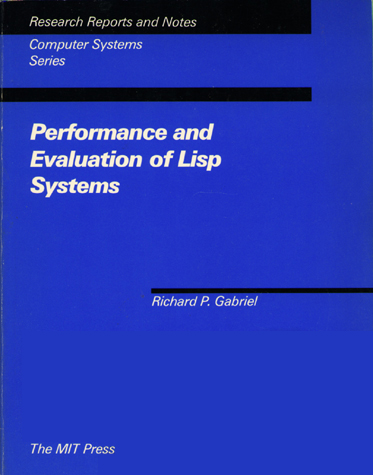 Research Reports and Notes
Computer Systems
Series
Performance and
Evaluation of Lisp
Systems
Richard P. Gabriel
The MIT Press